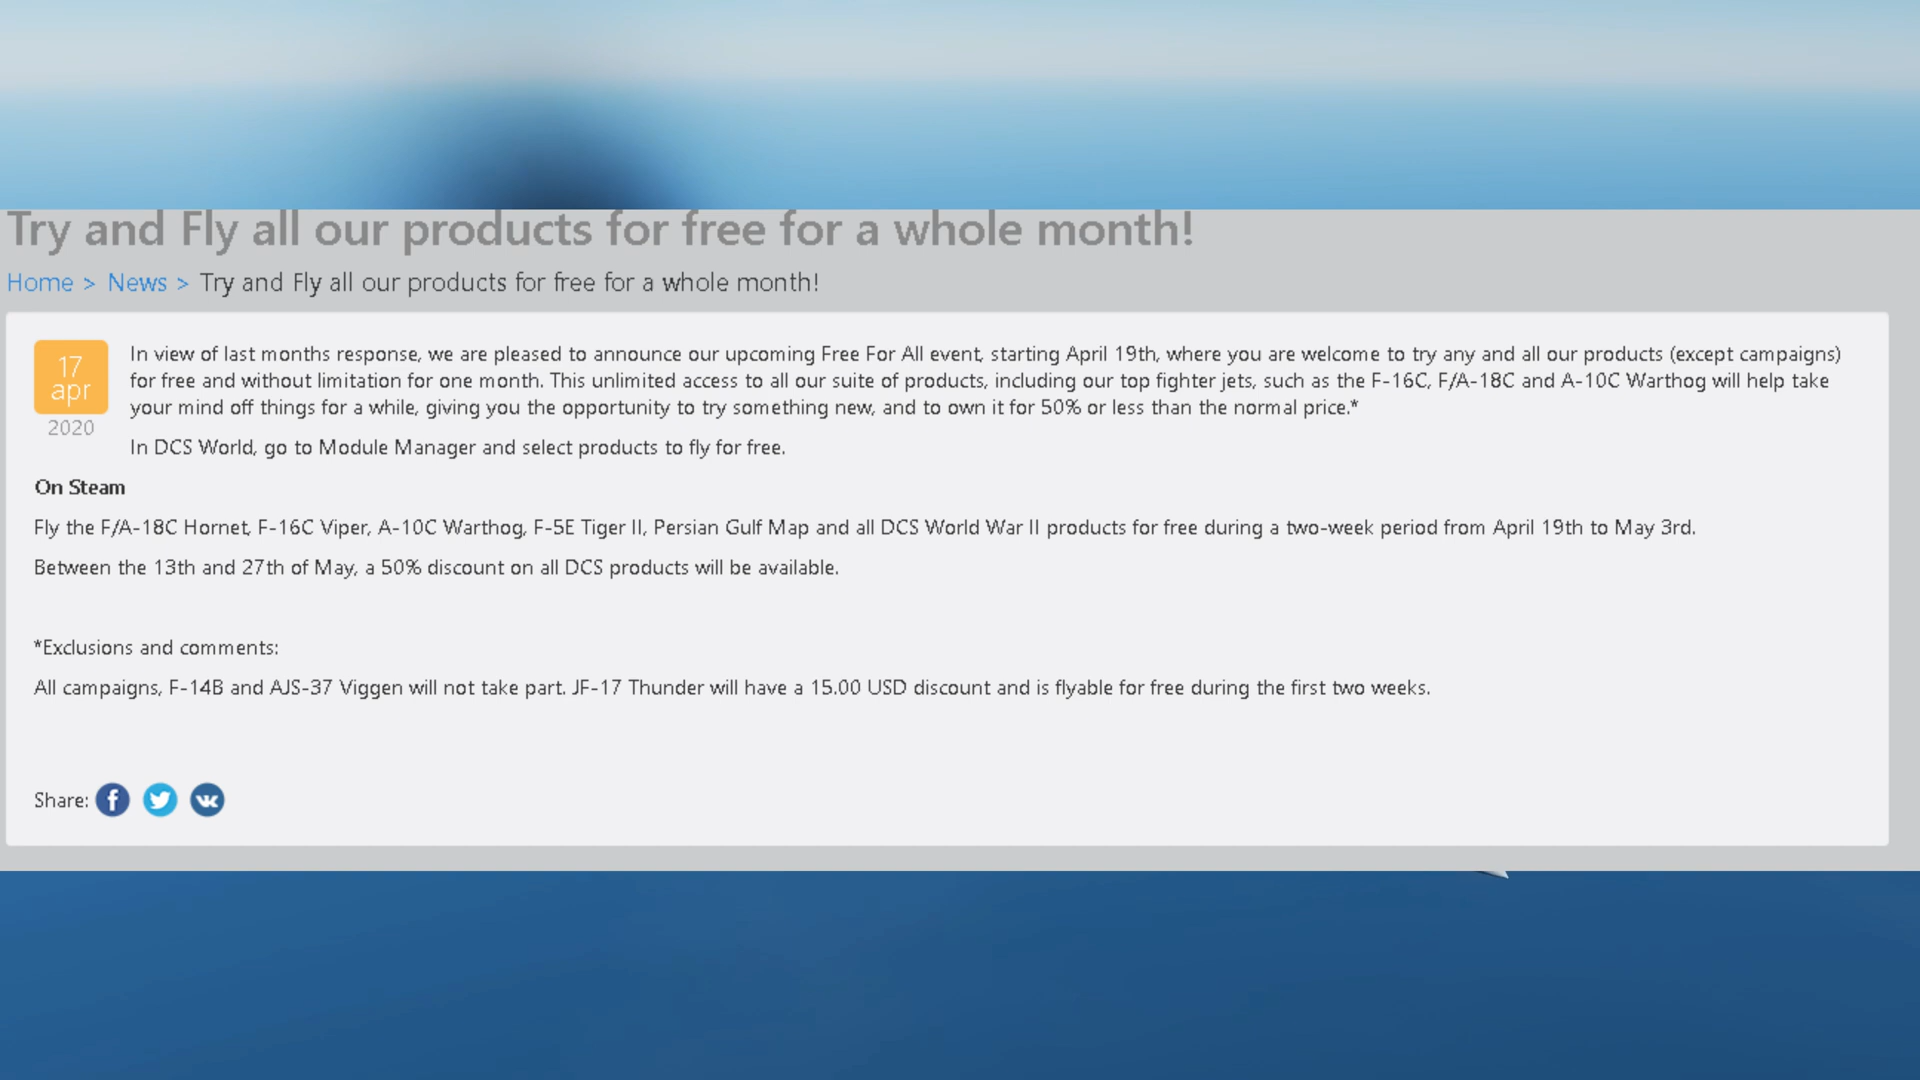 Try and Fly all our products for free for a whole month!
Home > News > Try and Fly all our products for free for a whole month!
17
apr
2020
In view of last months response, we are pleased to announce our upcoming Free For All event, starting April 19th, where you are welcome to try any and all our products (except campaigns)
for free and without limitation for one month. This unlimited access to all our suite of products, including our top fighter jets, such as the F-16C, F/A-18C and A-10C Warthog will help take
your mind off things for a while, giving you the opportunity to try something new, and to own it for 50% or less than the normal price.*
In DCS World, go to Module Manager and select products to fly for free.
On Steam
Fly the F/A-18C Hornet, F-16C Viper, A-10C Warthog, F-5E Tiger II, Persian Gulf Map and all DCS World War II products for free during a two-week period from April 19th to May 3rd.
Between the 13th and 27th of May, a 50% discount on all DCS products will be available.
*Exclusions and comments:
All campaigns, F-14B and AJS-37 Viggen will not take part. JF-17 Thunder will have a 15.00 USD discount and is flyable for free during the first two weeks.
Share: